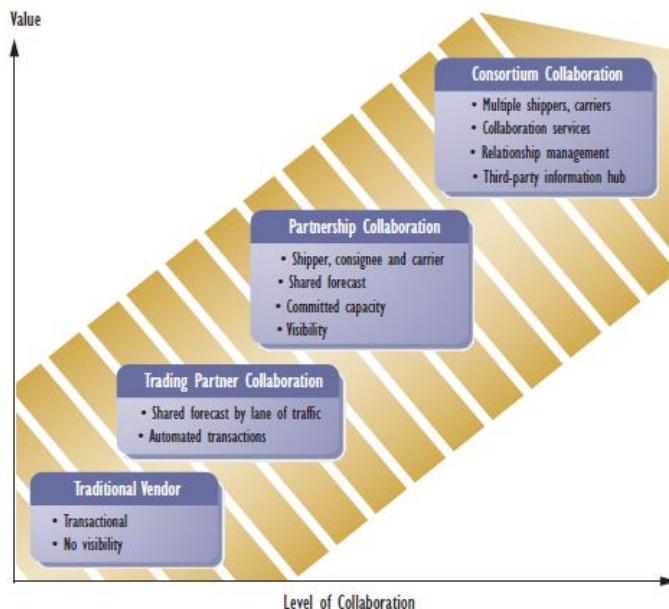 Value
Consortium Collaboration
• Multiple shippers, carriers
• Collaboration services
• Relationship management
• Third-party information hub
Partnership Collaboration
• Shipper, consignee and carrier
• Shared forecast
• Committed capacity
• Visibility
Trading Partner Collaboration
• Shared forecast by lane of traffic
• Automated transactions
Traditional Vendor
• Transactional
• No visibility
Level of Collaboration